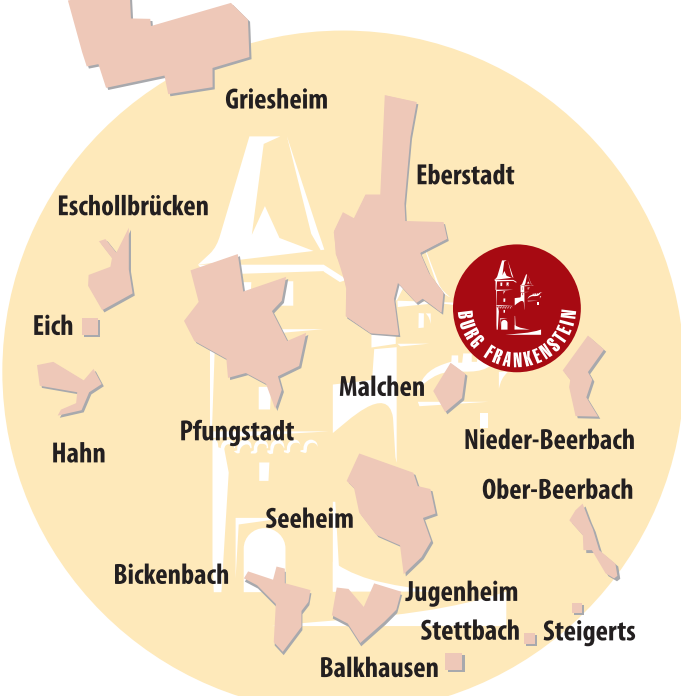 Griesheim
Eberstadt
Eschollbrücken
BURG FRANKENSTEIN
Eich
Malchen
Pfungstadt
Nieder-Beerbach
Hahn
Ober-Beerbach
Seeheim
Bickenbach
Jugenheim
Stettbach
Steigerts
Balkhausen